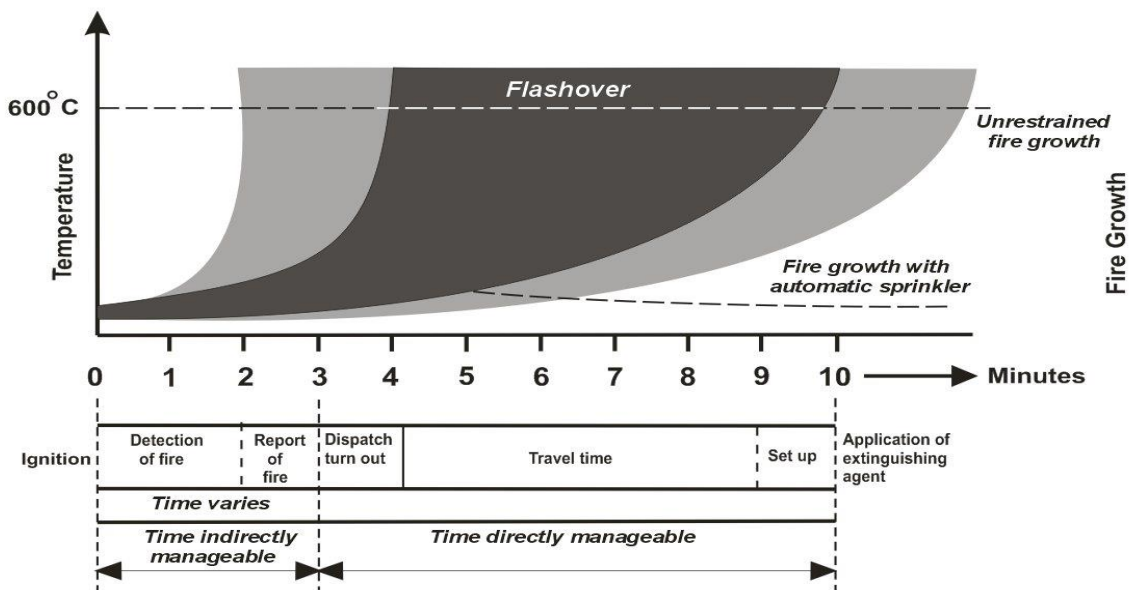 Flashover
600° C
Unrestrained
fire growth
Temperature
Fire Growth
Fire growth with
automatic sprinkler
0 1 2 3 4 5 6 7 8 9 10 Minutes
Ignition
Detection
of fire
Report
of
fire
Dispatch
turn out
Travel time
Set up
Application of
extinguishing
agent
Time varies
Time indirectly
manageable
Time directly manageable